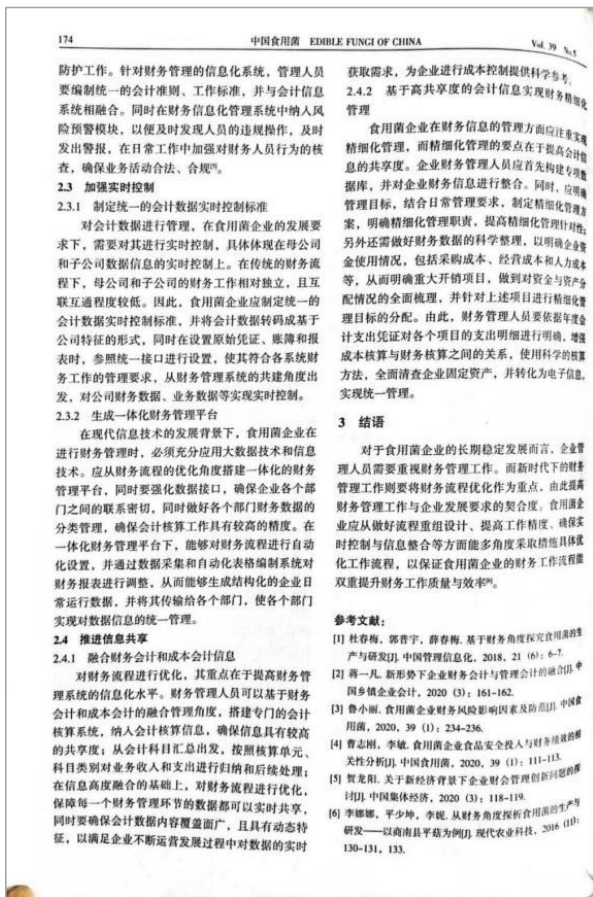 174
中国食用菌 EDIBLE FUNGI OF CHINA
Vol. 39 No.5
防护工作。针对财务管理的信息化系统，管理人员
要编制统一的会计准则、工作标准，并与会计信息
系统相融合。同时在财务信息化管理系统中纳入风
险预警模块，以便及时发现人员的违规操作，及时
发出警报，在日常工作中加强对财务人员行为的核
查，确保业务活动合法、合规[5]。
2.3 加强实时控制
2.3.1 制定统一的会计数据实时控制标准
对会计数据进行管理，在食用菌企业的发展要
求下，需要对其进行实时控制，具体体现在母公司
和子公司数据信息的实时控制上。在传统的财务流
程下，母公司和子公司的财务工作相对独立，且互
联互通程度较低。因此，食用菌企业应制定统一的
会计数据实时控制标准，并将会计数据转码成基于
公司特征的形式，同时在设置原始凭证、账簿和报
表时，参照统一接口进行设置，使其符合各系统财
务工作的管理要求，从财务管理系统的共建角度出
发，对公司财务数据、业务数据等实现实时控制。
2.3.2 生成一体化财务管理平台
在现代信息技术的发展背景下，食用菌企业在
进行财务管理时，必须充分应用大数据技术和信息
技术。应从财务流程的优化角度搭建一体化的财务
管理平台，同时要强化数据接口，确保企业各个部
门之间的联系密切，同时做好各个部门财务数据的
分类管理，确保会计核算工作具有较高的精度。在
一体化财务管理平台下，能够对财务流程进行自动
化设置，并通过数据采集和自动化表格编制系统对
财务报表进行调整，从而能够生成结构化的企业日
常运行数据，并将其传输给各个部门，使各个部门
实现对数据信息的统一管理。
2.4 推进信息共享
2.4.1 融合财务会计和成本会计信息
对财务流程进行优化，其重点在于提高财务管
理系统的信息化水平。财务管理人员可以基于财务
会计和成本会计的融合管理角度，搭建专门的会计
核算系统，纳入会计核算信息，确保信息具有较高
的共享度；从会计科目汇总出发，按照核算单元、
科目类别对业务收入和支出进行归纳和后续处理；
在信息高度融合的基础上，对财务流程进行优化，
保障每一个财务管理环节的数据都可以实时共享，
同时要确保会计数据内容覆盖面广，且具有动态特
征，以满足企业不断运营发展过程中对数据的实时
获取需求，为企业进行成本控制提供科学参考。
2.4.2 基于高共享度的会计信息实现财务精细化
管理
食用菌企业在财务信息的管理方面应注重实现
精细化管理，而精细化管理的要点在于提高会计信
息的共享度。企业财务管理人员应首先构建专项数
据库，并对企业财务信息进行整合。同时，应明确
管理目标，结合日常管理要求，制定精细化管理方
案，明确精细化管理职责，提高精细化管理针对性；
另外还需做好财务数据的科学整理，以明确企业资
金使用情况，包括采购成本、经营成本和人力成本
等，从而明确重大开销项目，做到对资金与资产分
配情况的全面梳理，并针对上述项目进行精细化管
理目标的分配。由此，财务管理人员要依据年度会
计支出凭证对各个项目的支出明细进行明确，增强
成本核算与财务核算之间的关系，使用科学的核算
方法，全面清查企业固定资产，并转化为电子信息，
实现统一管理。
3 结语
对于食用菌企业的长期稳定发展而言，企业管
理人员需要重视财务管理工作。而新时代下的财务
管理工作则要将财务流程优化作为重点，由此提高
财务管理工作与企业发展要求的契合度。食用菌企
业应从做好流程重组设计、提高工作精度、确保实
时控制与信息整合等方面能多角度采取措施具体优
化工作流程，以保证食用菌企业的财务工作流程能
双重提升财务工作质量与效率[6]。
参考文献：
[1] 杜春梅，郭普宇，薛春梅. 基于财务角度探究食用菌的生
产与研发[J]. 中国管理信息化，2018，21（6）：6-7.
[2] 蒋一凡. 新形势下企业财务会计与管理会计的融合[J]. 中
国乡镇企业会计，2020（3）：161-162.
[3] 鲁小丽. 食用菌企业财务风险影响因素及防范[J]. 中国食
用菌，2020，39（1）：234-236.
[4] 曹志刚，李敏. 食用菌企业食品安全投入与财务绩效的相
关性分析[J]. 中国食用菌，2020，39（1）：111-113.
[5] 贺龙阳. 关于新经济背景下企业财会管理创新问题的探
讨[J]. 中国集体经济，2020（3）：118-119.
[6] 李娜娜，平少坤，李妮. 从财务角度探析食用菌的生产与
研发——以商南县平菇为例[J]. 现代农业科技，2016（11）：
130-131，133.